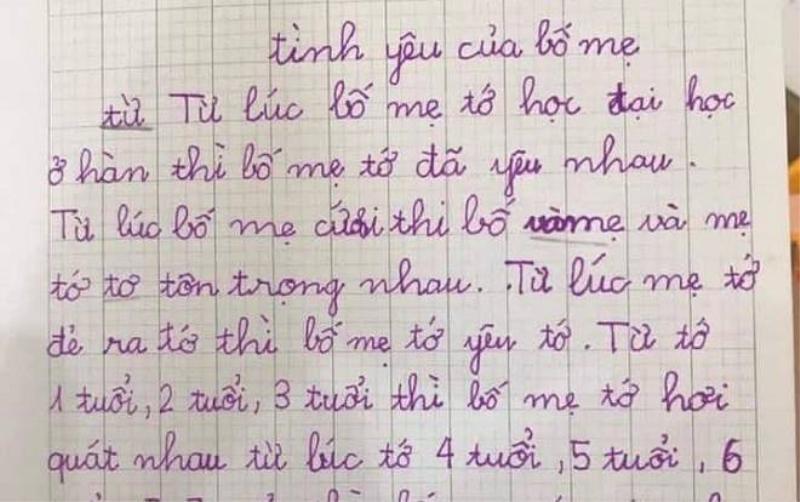 tình yêu của bố mẹ
từ Từ lúc bố mẹ tớ học đại học
ở hàn thì bố mẹ tớ đã yêu nhau.
Từ lúc bố mẹ cưới thì bố và mẹ
tớ tơ tôn trọng nhau. Từ lúc mẹ tớ
đẻ ra tớ thì bố mẹ tớ yêu tớ. Từ tớ
1 tuổi, 2 tuổi, 3 tuổi thì bố mẹ tớ hơi
quát nhau từ lúc tớ 4 tuổi, 5 tuổi, 6